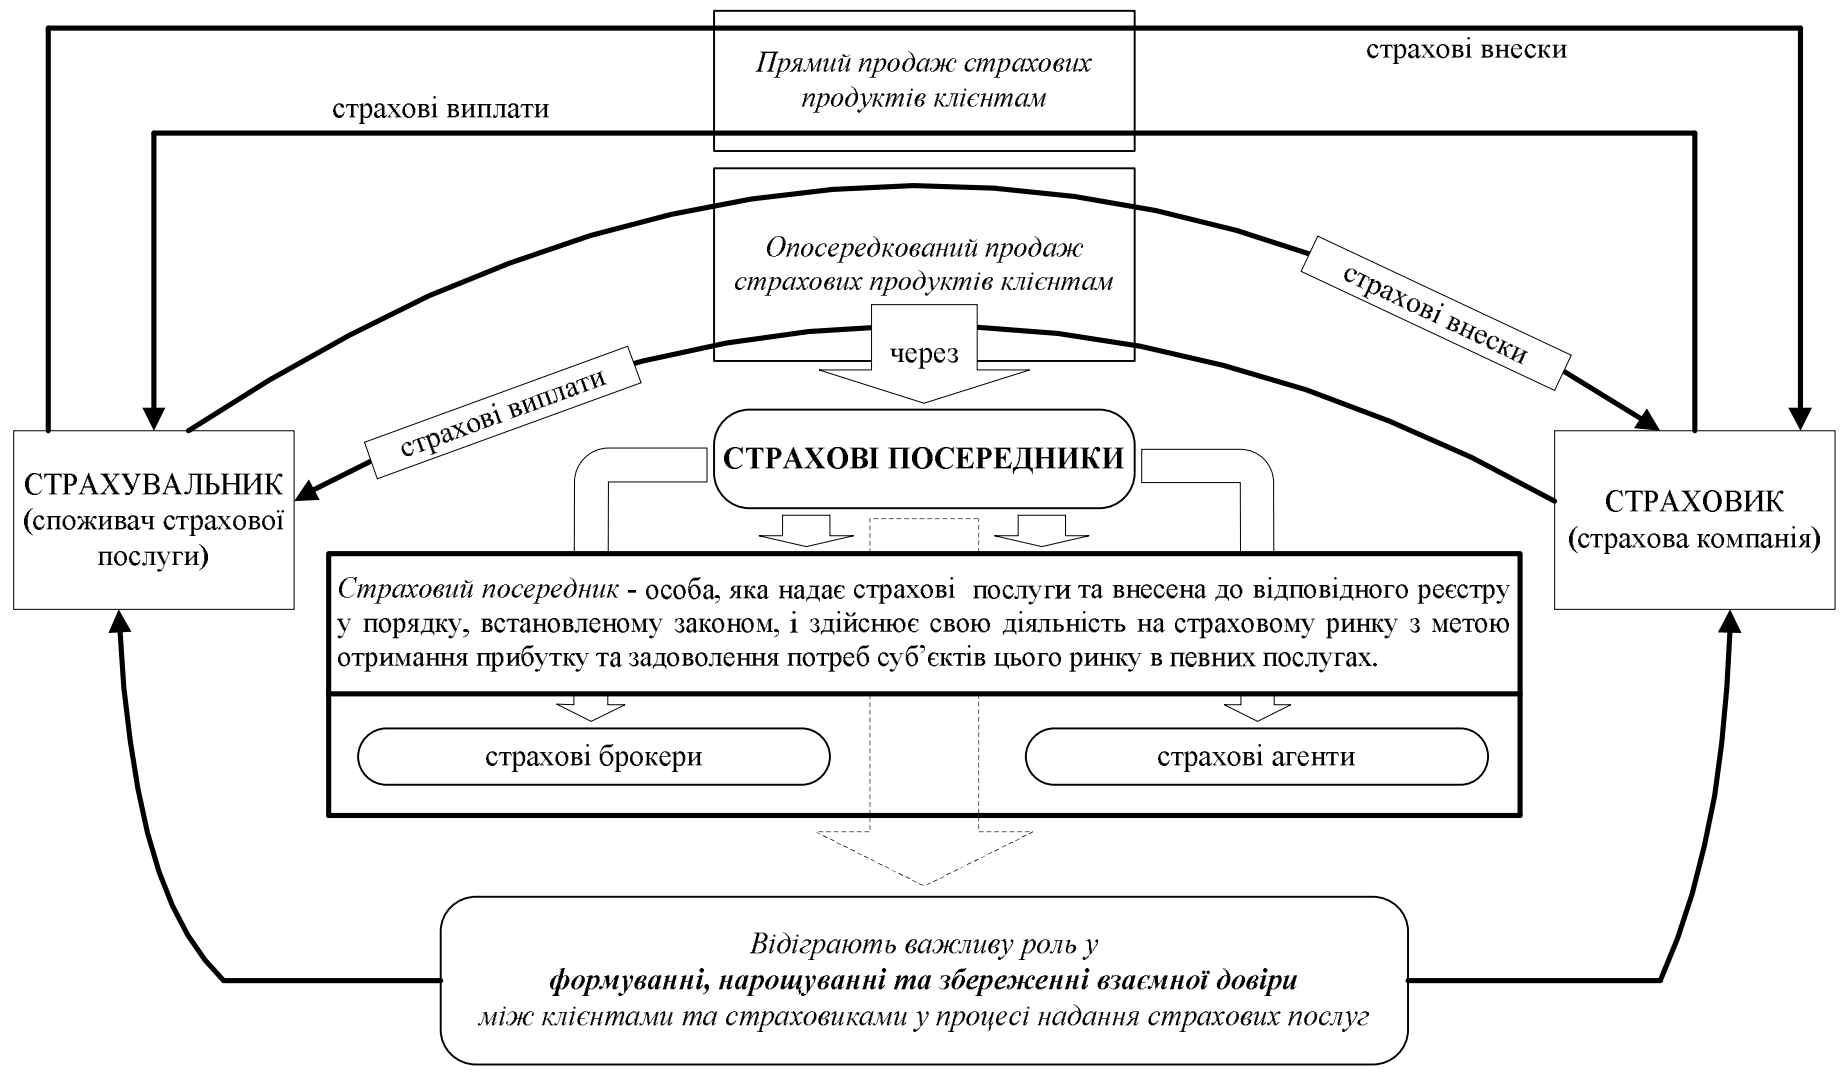 Прямий продаж страхових
продуктів клієнтам
страхові внески
страхові виплати
Опосередкований продаж
страхових продуктів клієнтам
через
страхові внески
страхові виплати
СТРАХОВІ ПОСЕРЕДНИКИ
СТРАХУВАЛЬНИК
(споживач страхової
послуги)
СТРАХОВИК
(страхова компанія)
Страховий посередник - особа, яка надає страхові послуги та внесена до відповідного реєстру
у порядку, встановленому законом, і здійснює свою діяльність на страховому ринку з метою
отримання прибутку та задоволення потреб суб’єктів цього ринку в певних послугах.
страхові брокери
страхові агенти
Відіграють важливу роль у
формуванні, нарощуванні та збереженні взаємної довіри
між клієнтами та страховиками у процесі надання страхових послуг